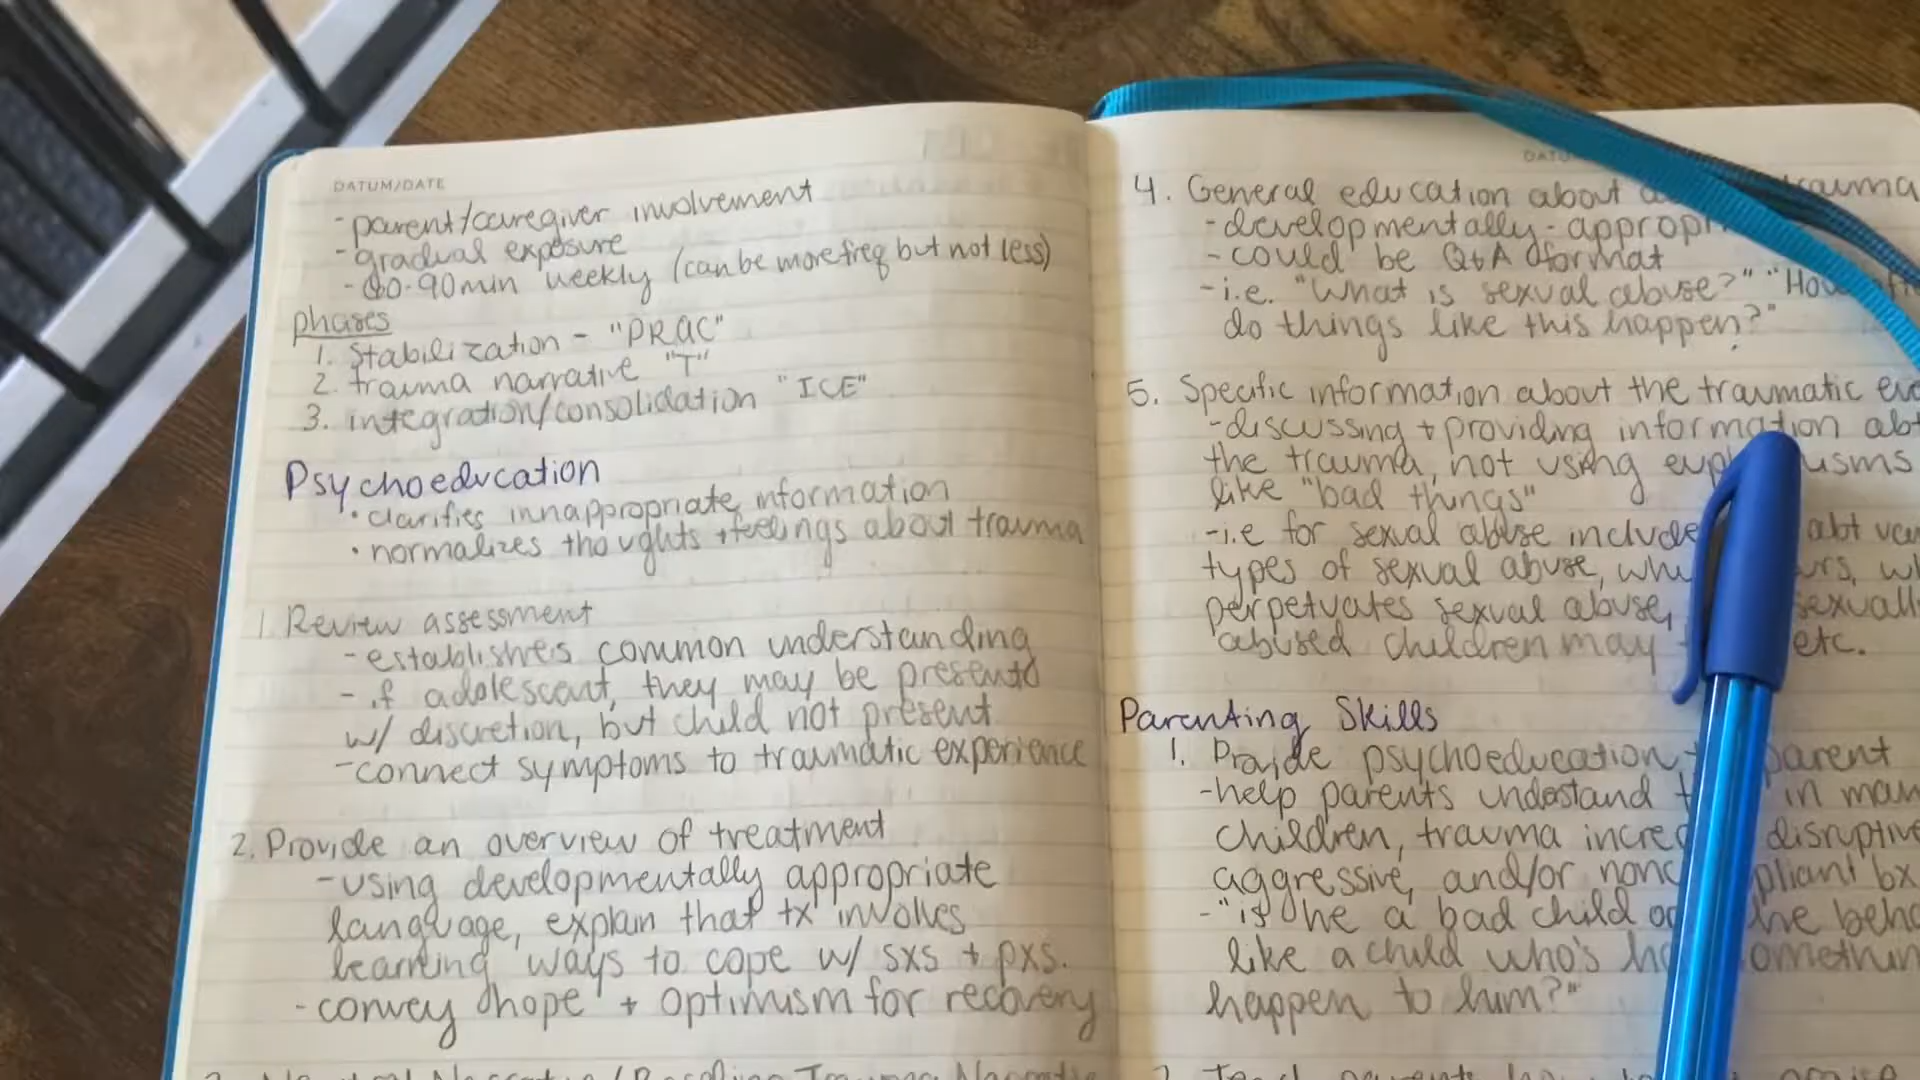 DATUM/DATE
- parent/caregiver involvement
- gradual exposure
- 60-90min weekly (can be more freq but not less)
phases
1. Stabilization - "PRAC"
2. trauma narrative "T"
3. integration/consolidation "ICE"
Psychoeducation
• clarifies innappropriate information
• normalizes thoughts + feelings about trauma
1. Review assessment
- establishes common understanding
- if adolescant, they may be present
w/ discretion, but child not present
- connect symptoms to traumatic experience
2. Provide an overview of treatment
- using developmentally appropriate
language, explain that tx involves
learning ways to cope w/ sxs + pxs.
- convey hope + optimism for recovery
4. General education about trauma
- developmentally-approp
- could be Q+A format
- i.e. "What is sexual abuse?"
do things like this happen?"
5. Specific information about the traumatic
- discussing + providing information abt
the trauma, not using
like "bad things"
- i.e for sexual abuse include abt
types of sexual abuse,
perpetuates sexual abuse,
abused children may etc.
Parenting Skills
1. Provide psychoeducation parent
- help parents undestand in
children, trauma disruptive
aggressive, and/or bx
- "is he a bad child
like a child who's
happen to him?"